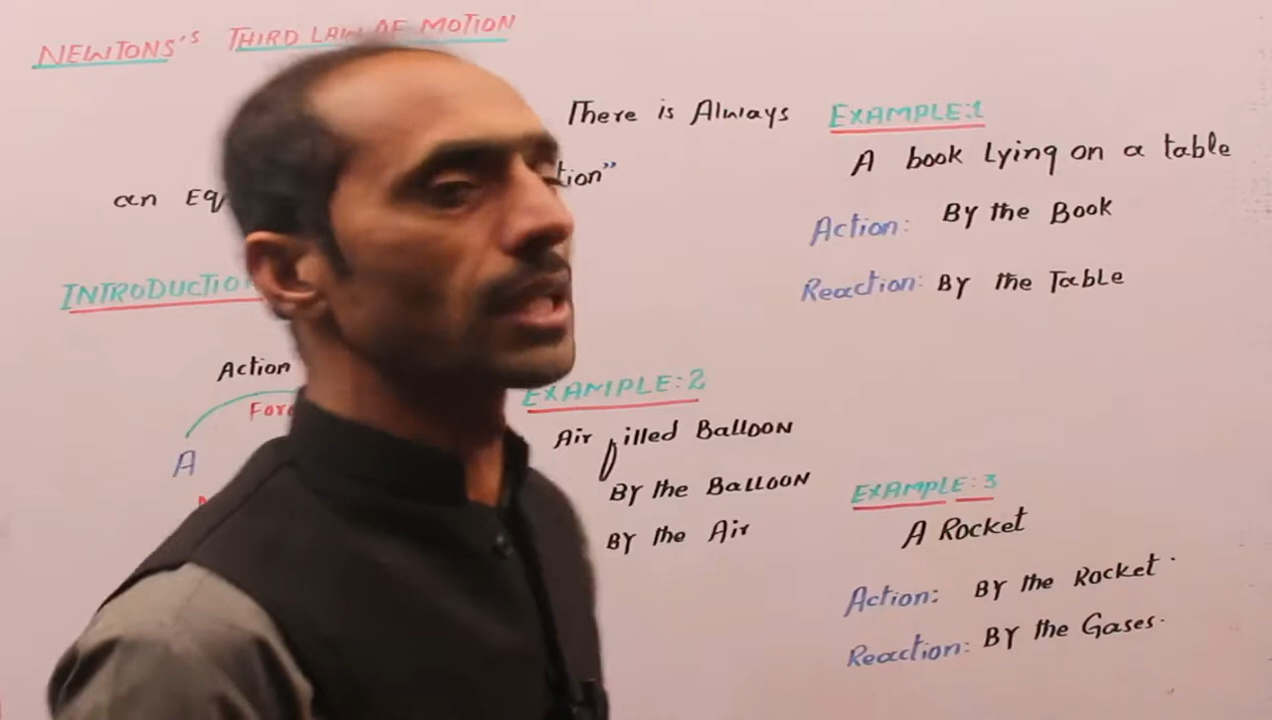 NEWTONS's THIRD LAW OF MOTION
There is Always
an Eq
tion"
INTRODUCTIO
Action
Forc
A
EXAMPLE:1
A book Lying on a table
Action: By the Book
Reaction: By the Table
EXAMPLE:2
Air filled Balloon
By the Balloon
By the Air
EXAMPLE:3
A Rocket
Action: By the Rocket.
Reaction: By the Gases.